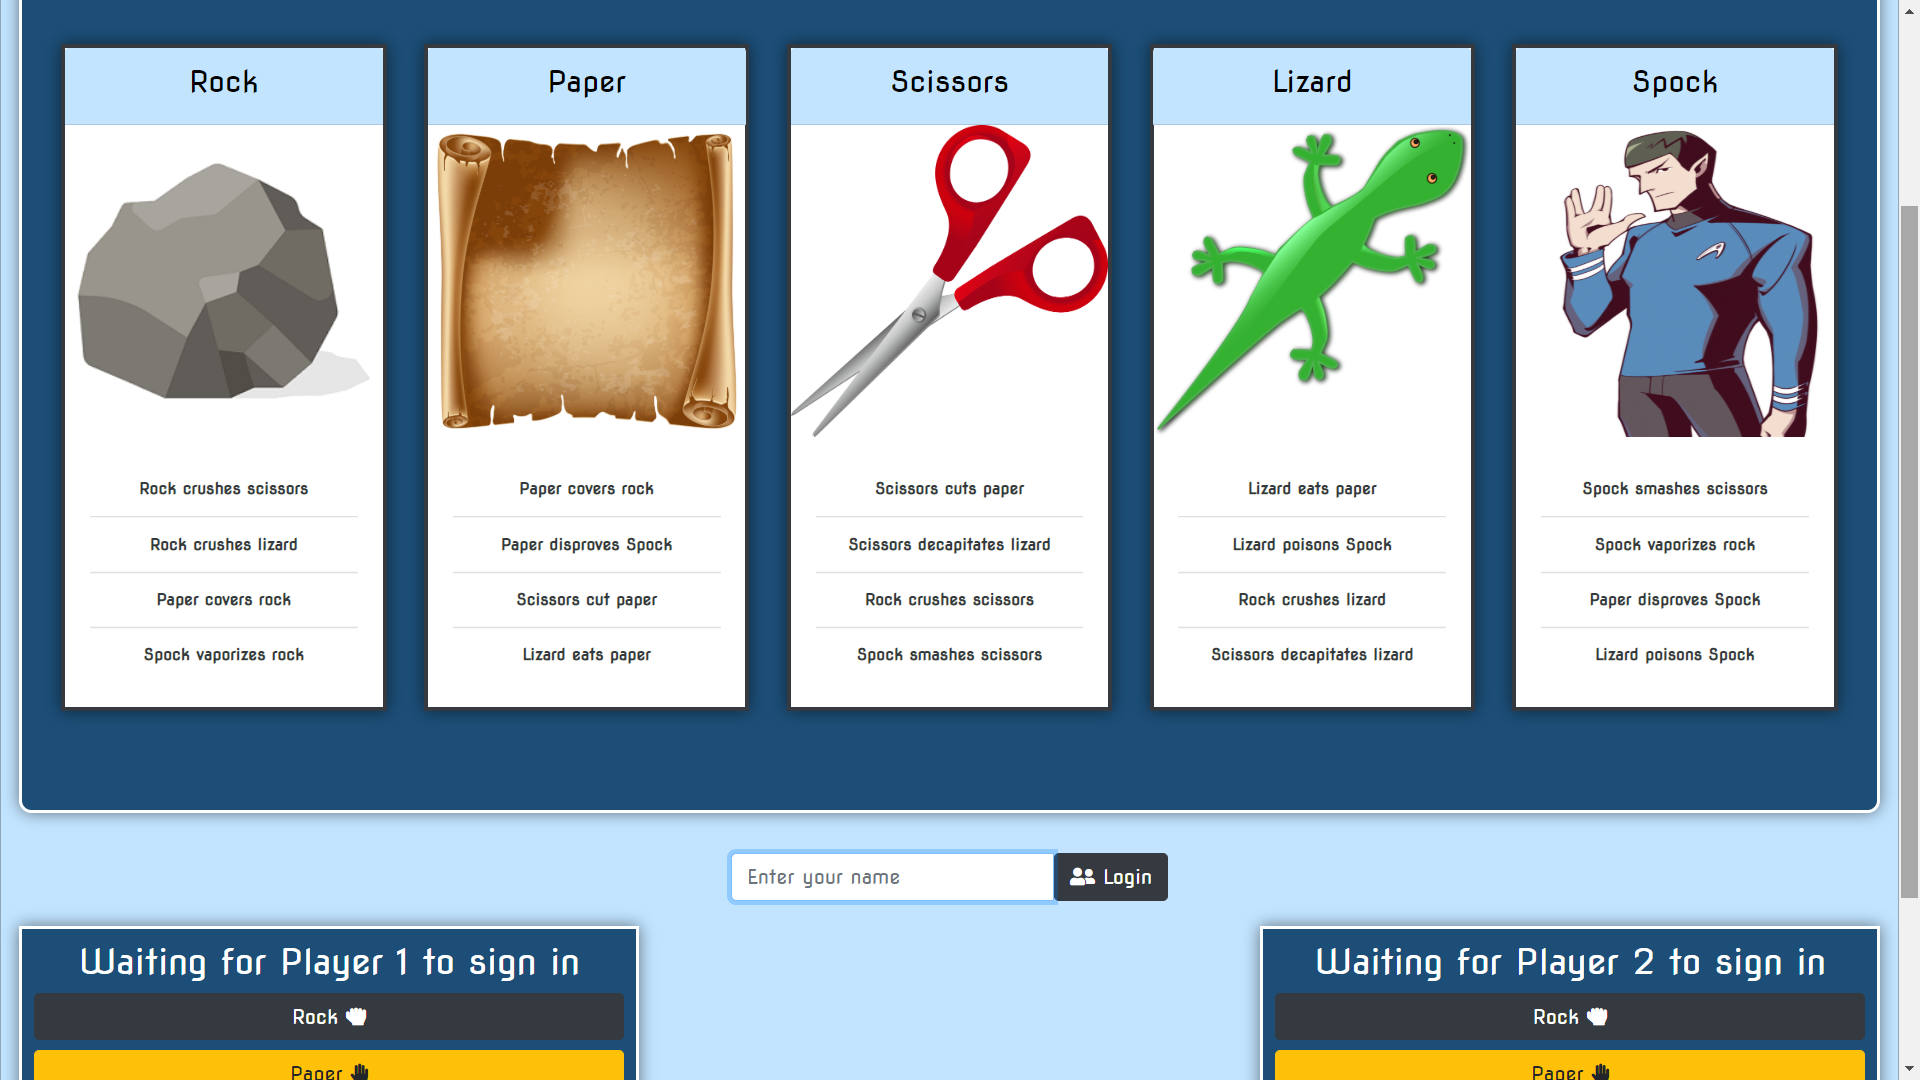 Rock
Paper
Scissors
Lizard
Spock
Rock crushes scissors
Rock crushes lizard
Paper covers rock
Spock vaporizes rock
Paper covers rock
Paper disproves Spock
Scissors cut paper
Lizard eats paper
Scissors cuts paper
Scissors decapitates lizard
Rock crushes scissors
Spock smashes scissors
Lizard eats paper
Lizard poisons Spock
Rock crushes lizard
Scissors decapitates lizard
Spock smashes scissors
Spock vaporizes rock
Paper disproves Spock
Lizard poisons Spock
Enter your name
Login
Waiting for Player 1 to sign in
Rock
Paper
Waiting for Player 2 to sign in
Rock
Paper